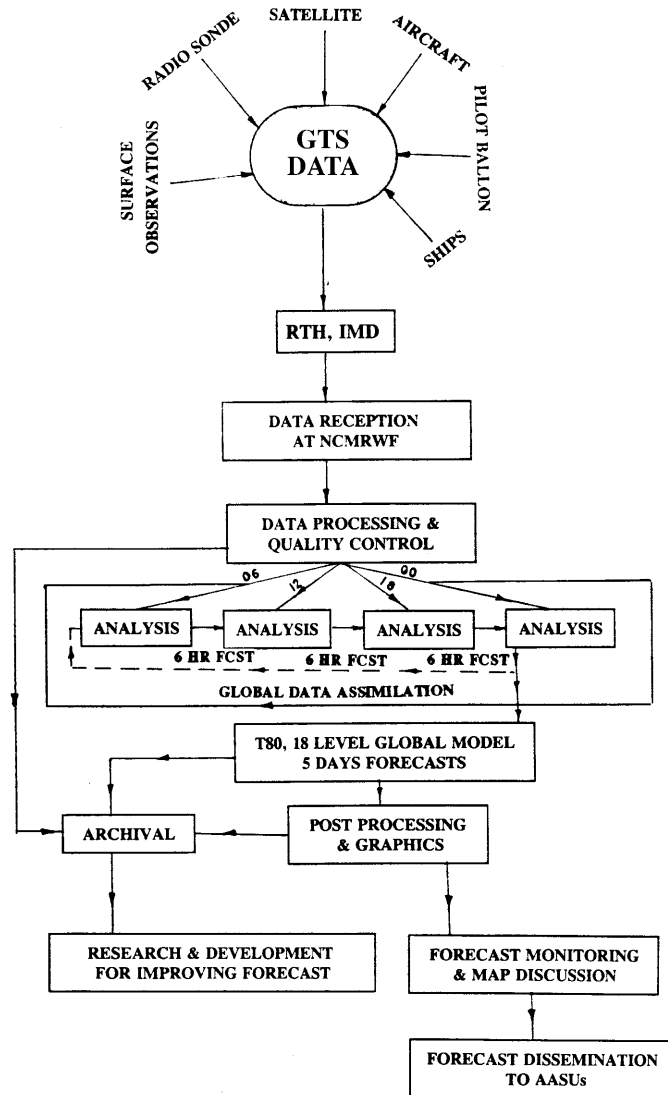 SATELLITE
RADIO SONDE
AIRCRAFT
PILOT BALLON
SURFACE
OBSERVATIONS
SHIPS
GTS
DATA
RTH, IMD
DATA RECEPTION
AT NCMRWF
DATA PROCESSING &
QUALITY CONTROL
06
12
18
00
ANALYSIS
ANALYSIS
ANALYSIS
ANALYSIS
6 HR FCST
6 HR FCST
6 HR FCST
GLOBAL DATA ASSIMILATION
T80, 18 LEVEL GLOBAL MODEL
5 DAYS FORECASTS
ARCHIVAL
POST PROCESSING
& GRAPHICS
RESEARCH & DEVELOPMENT
FOR IMPROVING FORECAST
FORECAST MONITORING
& MAP DISCUSSION
FORECAST DISSEMINATION
TO AASUs